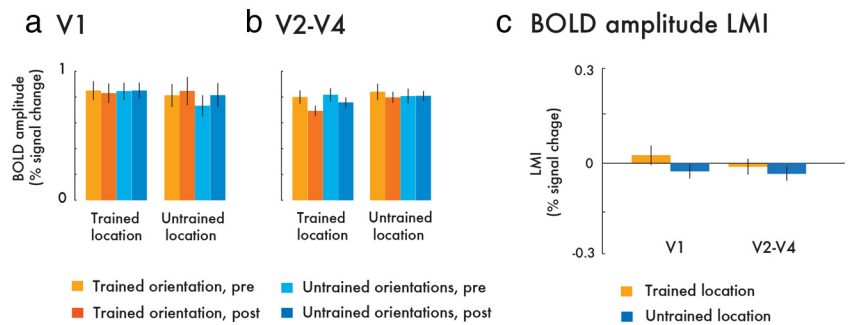 a V1
b V2-V4
c BOLD amplitude LMI
BOLD amplitude
(% signal change)
1
0
Trained
location
Untrained
location
Trained
location
Untrained
location
LMI
(% signal chage)
0.3
0
-0.3
V1
V2-V4
Trained orientation, pre
Trained orientation, post
Untrained orientations, pre
Untrained orientations, post
Trained location
Untrained location